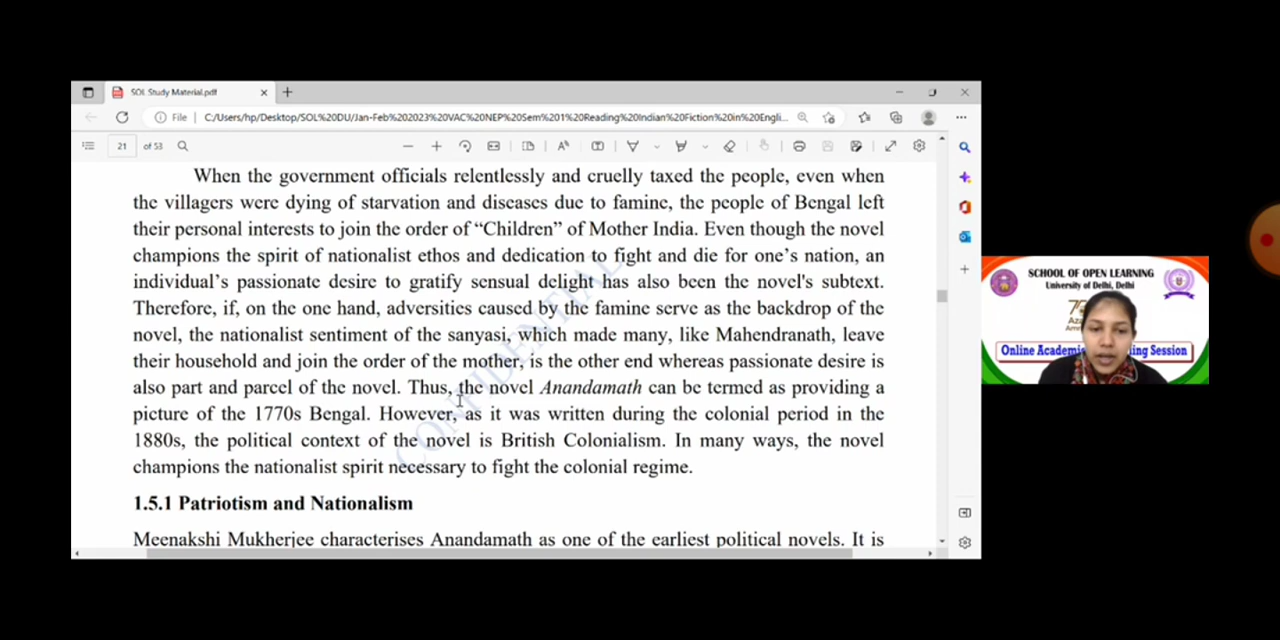 SOL Study Material.pdf
File
C:/Users/hp/Desktop/SOL%20DU/Jan-Feb%202023%20VAC%20NEP%20Sem%201%20Reading%20Indian%20Fiction%20in%20Engli...
21 of 53
When the government officials relentlessly and cruelly taxed the people, even when
the villagers were dying of starvation and diseases due to famine, the people of Bengal left
their personal interests to join the order of “Children” of Mother India. Even though the novel
champions the spirit of nationalist ethos and dedication to fight and die for one’s nation, an
individual’s passionate desire to gratify sensual delight has also been the novel's subtext.
Therefore, if, on the one hand, adversities caused by the famine serve as the backdrop of the
novel, the nationalist sentiment of the sanyasi, which made many, like Mahendranath, leave
their household and join the order of the mother, is the other end whereas passionate desire is
also part and parcel of the novel. Thus, the novel Anandamath can be termed as providing a
picture of the 1770s Bengal. However, as it was written during the colonial period in the
1880s, the political context of the novel is British Colonialism. In many ways, the novel
champions the nationalist spirit necessary to fight the colonial regime.
1.5.1 Patriotism and Nationalism
Meenakshi Mukherjee characterises Anandamath as one of the earliest political novels. It is
CONFIDENTIAL
SCHOOL OF OPEN LEARNING
University of Delhi, Delhi
Online Academic
Session